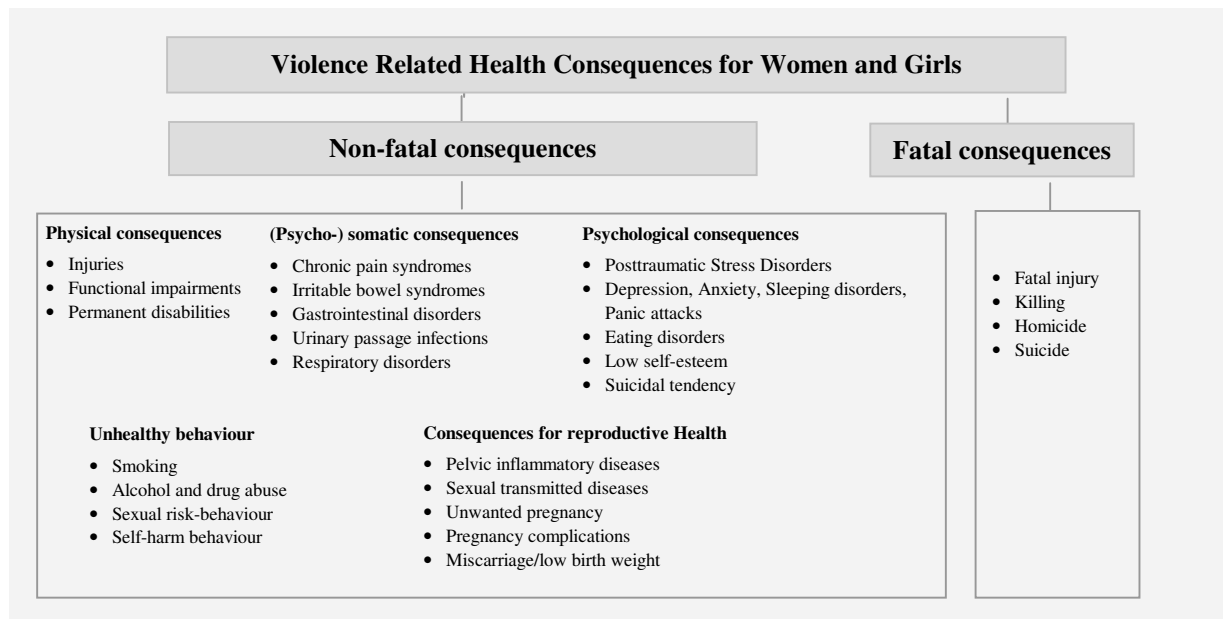 Violence Related Health Consequences for Women and Girls
Non-fatal consequences
Fatal consequences
Physical consequences
• Injuries
• Functional impairments
• Permanent disabilities
(Psycho-) somatic consequences
• Chronic pain syndromes
• Irritable bowel syndromes
• Gastrointestinal disorders
• Urinary passage infections
• Respiratory disorders
Psychological consequences
• Posttraumatic Stress Disorders
• Depression, Anxiety, Sleeping disorders,
Panic attacks
• Eating disorders
• Low self-esteem
• Suicidal tendency
Unhealthy behaviour
• Smoking
• Alcohol and drug abuse
• Sexual risk-behaviour
• Self-harm behaviour
Consequences for reproductive Health
• Pelvic inflammatory diseases
• Sexual transmitted diseases
• Unwanted pregnancy
• Pregnancy complications
• Miscarriage/low birth weight
• Fatal injury
• Killing
• Homicide
• Suicide